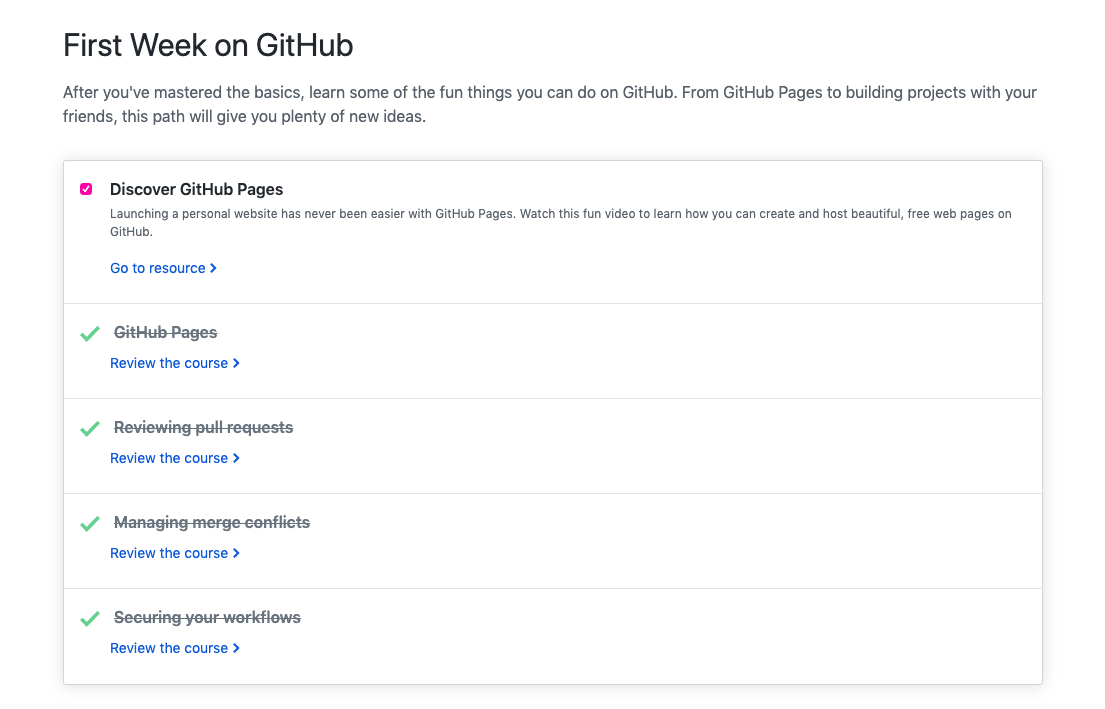 First Week on GitHub
After you've mastered the basics, learn some of the fun things you can do on GitHub. From GitHub Pages to building projects with your
friends, this path will give you plenty of new ideas.
Discover GitHub Pages
Launching a personal website has never been easier with GitHub Pages. Watch this fun video to learn how you can create and host beautiful, free web pages on
GitHub.
Go to resource
GitHub Pages
Review the course
Reviewing pull requests
Review the course
Managing merge conflicts
Review the course
Securing your workflows
Review the course